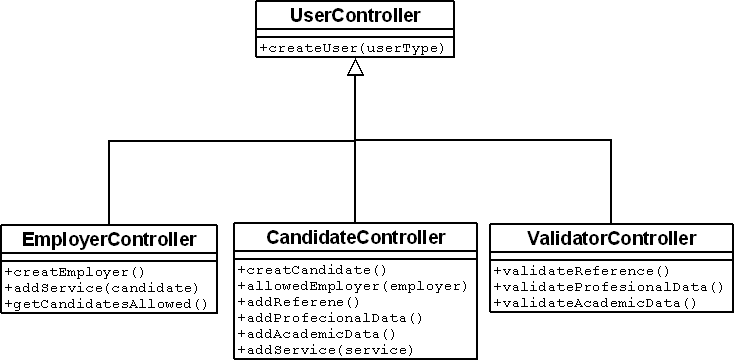 UserController
+createUser(userType)
EmployerController
+creatEmployer()
+addService(candidate)
+getCandidatesAllowed()
CandidateController
+creatCandidate()
+allowedEmployer(employer)
+addReferene()
+addProfecionalData()
+addAcademicData()
+addService(service)
ValidatorController
+validateReference()
+validateProfesionalData()
+validateAcademicData()